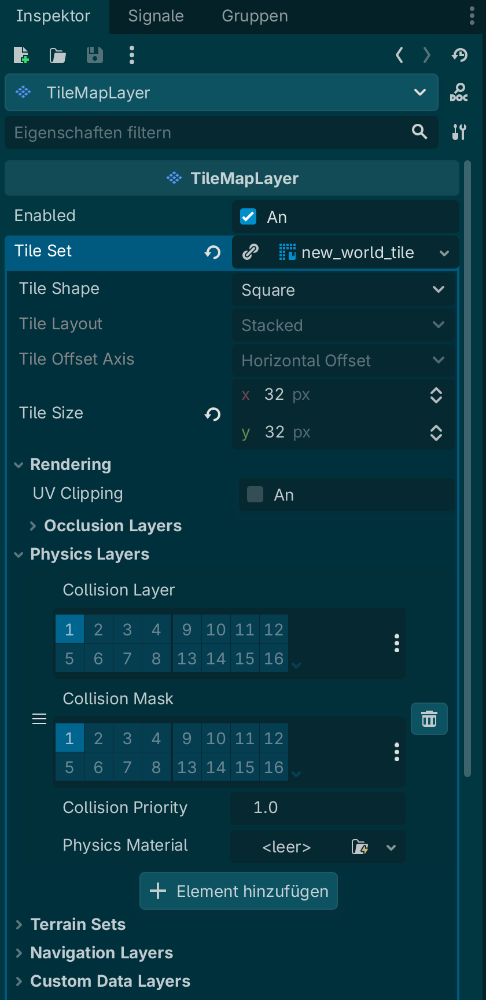 Inspektor Signale Gruppen
TileMapLayer
DOC
Eigenschaften filtern
TileMapLayer
Enabled An
Tile Set new_world_tile
Tile Shape Square
Tile Layout Stacked
Tile Offset Axis Horizontal Offset
Tile Size x 32 px
y 32 px
Rendering
UV Clipping An
Occlusion Layers
Physics Layers
Collision Layer
1 2 3 4 9 10 11 12
5 6 7 8 13 14 15 16
Collision Mask
1 2 3 4 9 10 11 12
5 6 7 8 13 14 15 16
Collision Priority 1.0
Physics Material <leer>
Element hinzufügen
Terrain Sets
Navigation Layers
Custom Data Layers